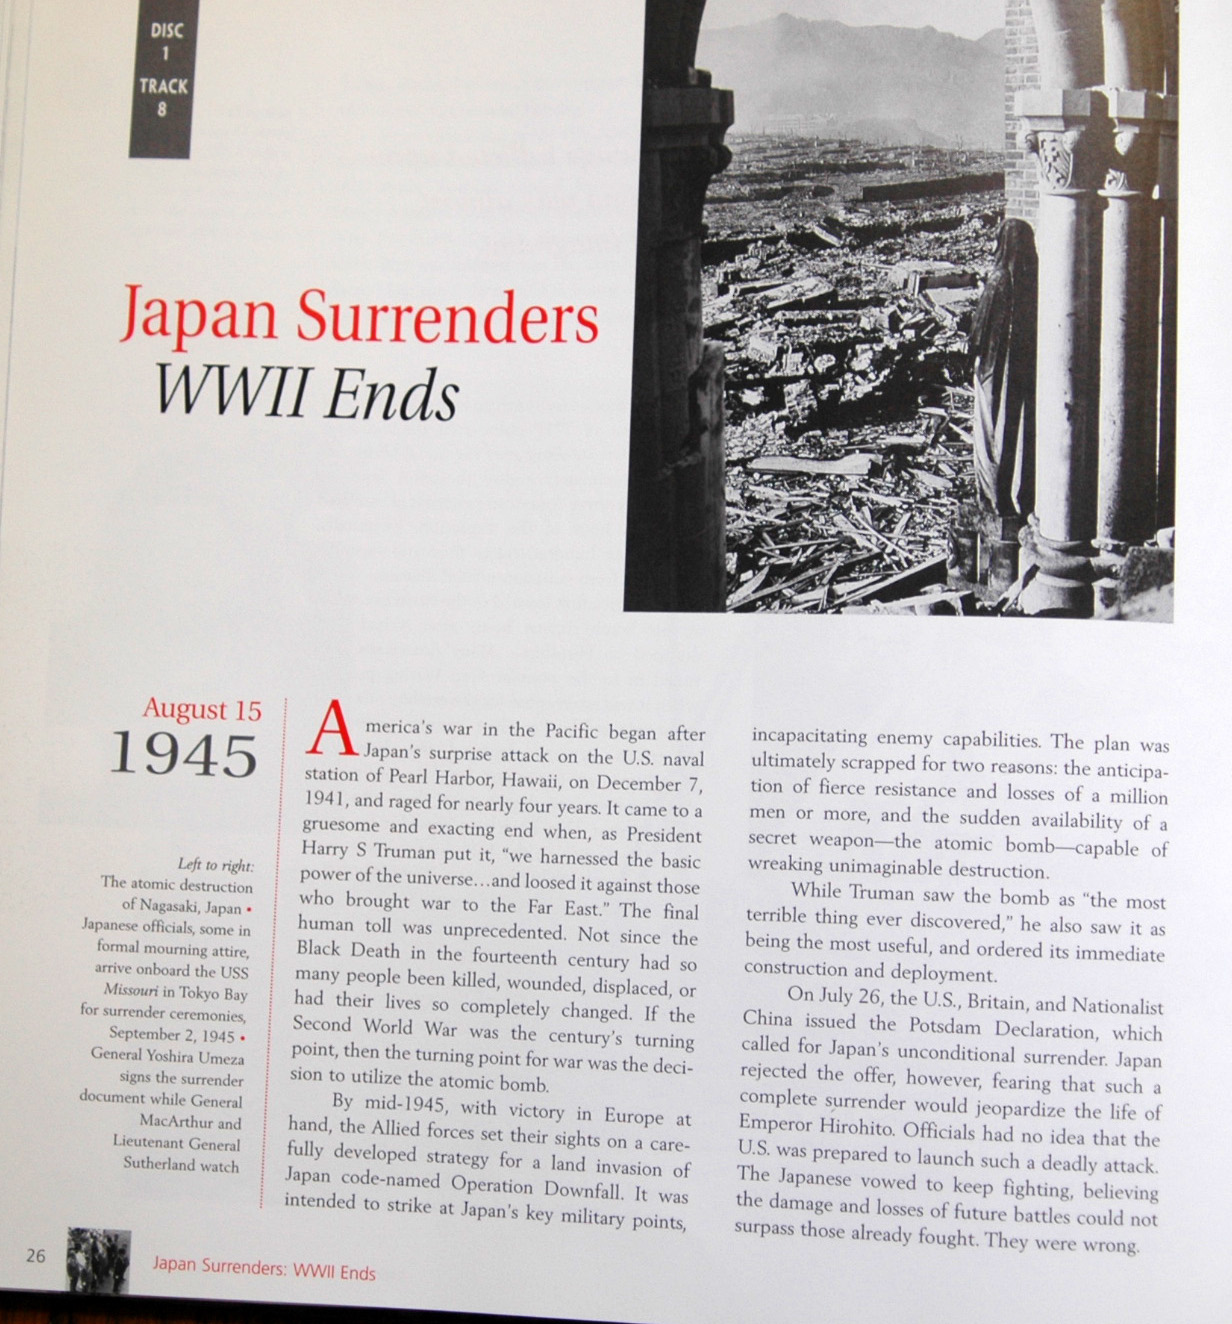 DISC
1
TRACK
8
Japan Surrenders
WWII Ends
August 15
1945
Left to right:
The atomic destruction
of Nagasaki, Japan •
Japanese officials, some in
formal mourning attire,
arrive onboard the USS
Missouri in Tokyo Bay
for surrender ceremonies,
September 2, 1945 •
General Yoshira Umeza
signs the surrender
document while General
MacArthur and
Lieutenant General
Sutherland watch
America's war in the Pacific began after
Japan's surprise attack on the U.S. naval
station of Pearl Harbor, Hawaii, on December 7,
1941, and raged for nearly four years. It came to a
gruesome and exacting end when, as President
Harry S Truman put it, "we harnessed the basic
power of the universe...and loosed it against those
who brought war to the Far East." The final
human toll was unprecedented. Not since the
Black Death in the fourteenth century had so
many people been killed, wounded, displaced, or
had their lives so completely changed. If the
Second World War was the century's turning
point, then the turning point for war was the deci-
sion to utilize the atomic bomb.
By mid-1945, with victory in Europe at
hand, the Allied forces set their sights on a care-
fully developed strategy for a land invasion of
Japan code-named Operation Downfall. It was
intended to strike at Japan's key military points,
incapacitating enemy capabilities. The plan was
ultimately scrapped for two reasons: the anticipa-
tion of fierce resistance and losses of a million
men or more, and the sudden availability of a
secret weapon—the atomic bomb—capable of
wreaking unimaginable destruction.
While Truman saw the bomb as "the most
terrible thing ever discovered," he also saw it as
being the most useful, and ordered its immediate
construction and deployment.
On July 26, the U.S., Britain, and Nationalist
China issued the Potsdam Declaration, which
called for Japan's unconditional surrender. Japan
rejected the offer, however, fearing that such a
complete surrender would jeopardize the life of
Emperor Hirohito. Officials had no idea that the
U.S. was prepared to launch such a deadly attack.
The Japanese vowed to keep fighting, believing
the damage and losses of future battles could not
surpass those already fought. They were wrong.
26
Japan Surrenders: WWII Ends